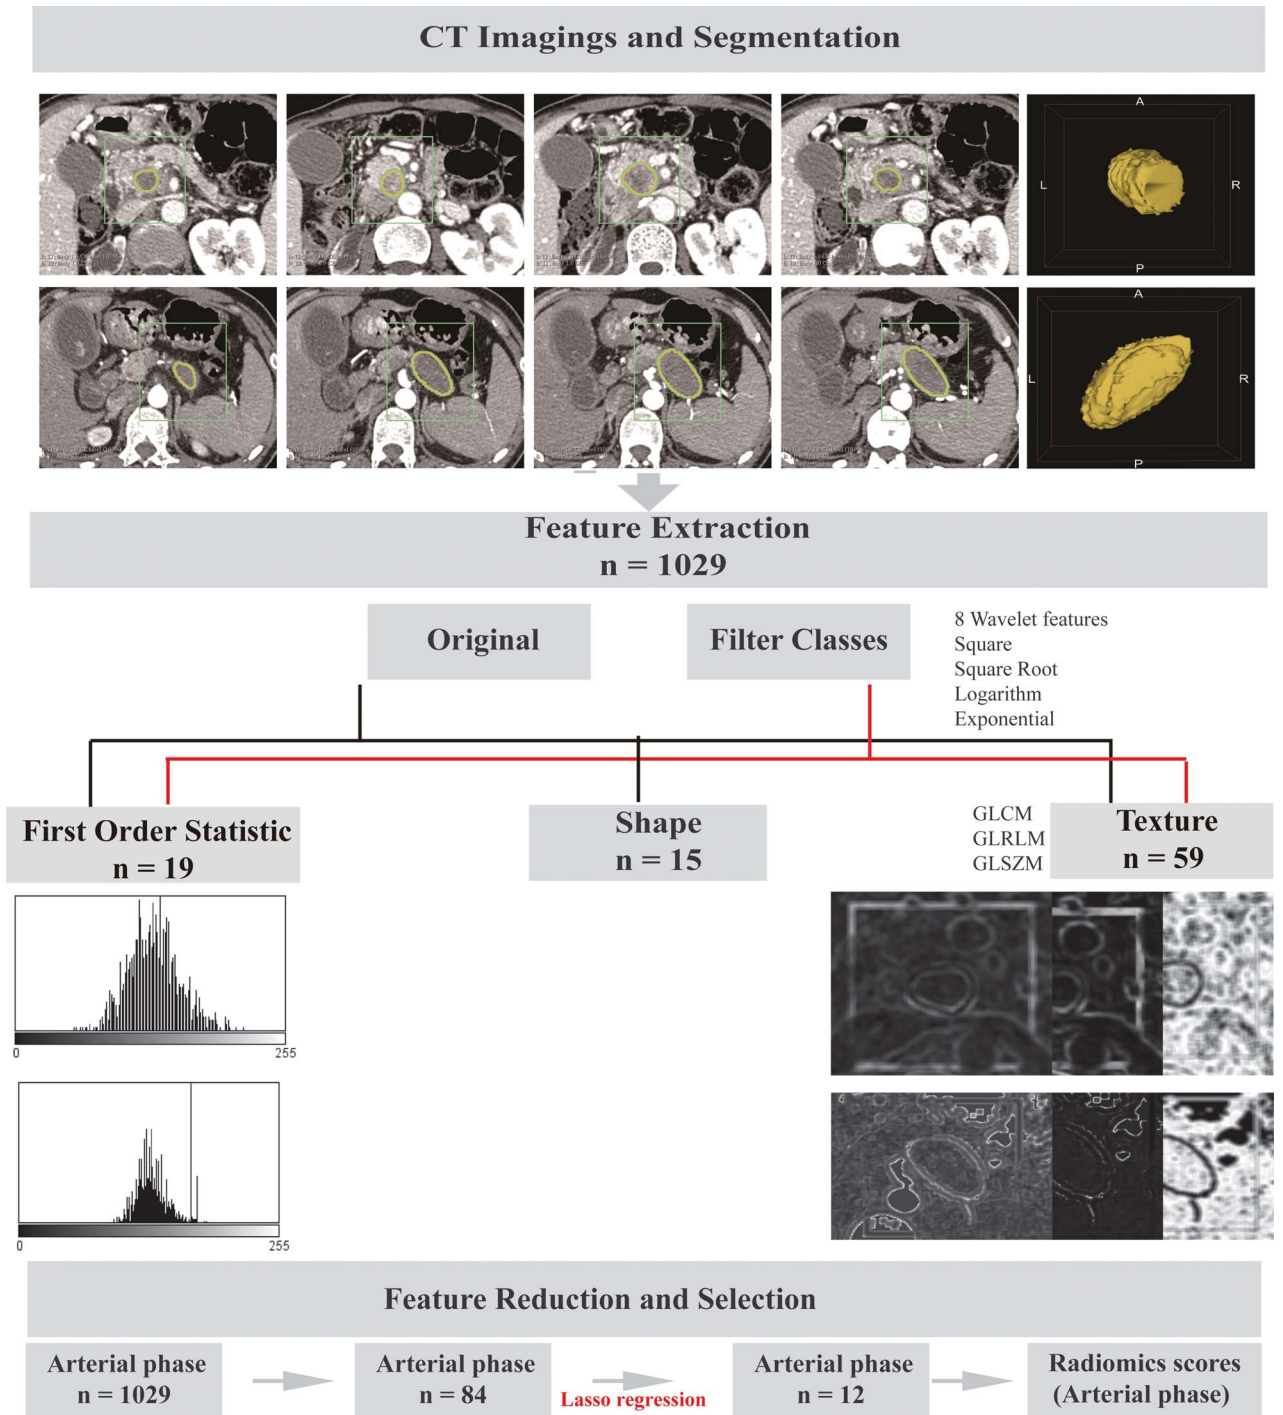 CT Imagings and Segmentation
A
L
R
P
A
L
R
P
Feature Extraction
n = 1029
Original
Filter Classes
8 Wavelet features
Square
Square Root
Logarithm
Exponential
First Order Statistic
n = 19
Shape
n = 15
GLCM
GLRLM
GLSZM
Texture
n = 59
0
255
0
255
Feature Reduction and Selection
Arterial phase
n = 1029
Arterial phase
n = 84
Lasso regression
Arterial phase
n = 12
Radiomics scores
(Arterial phase)